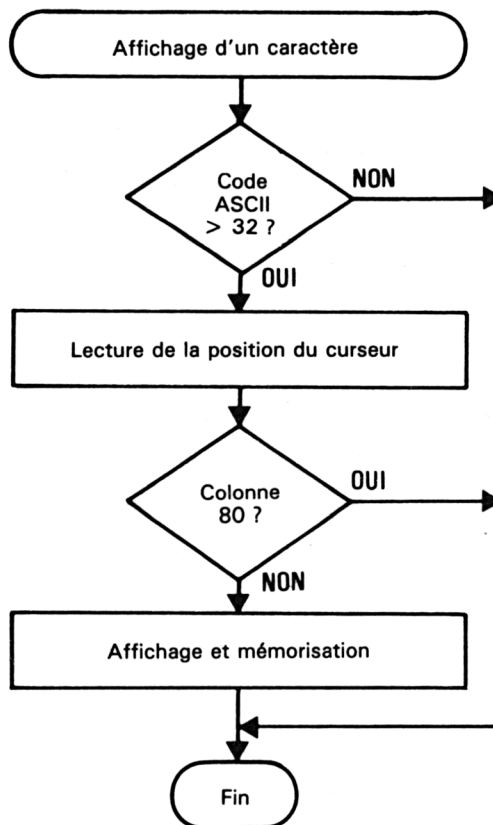 Affichage d'un caractère
Code
ASCII
> 32 ?
NON
OUI
Lecture de la position du curseur
Colonne
80 ?
OUI
NON
Affichage et mémorisation
Fin